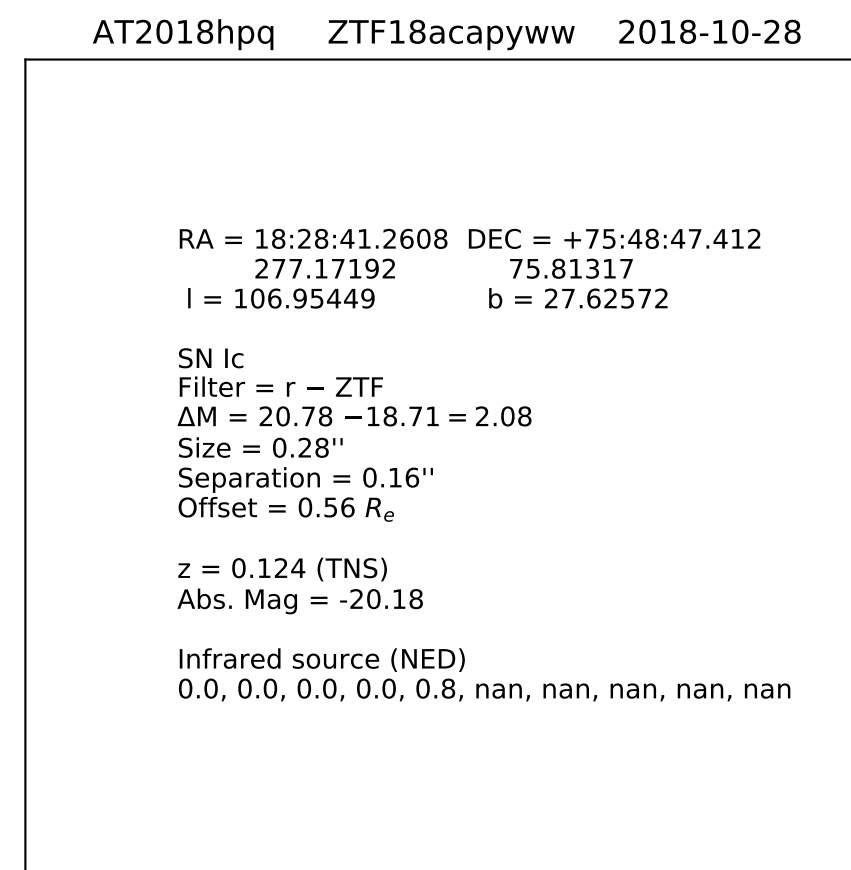 AT2018hpq ZTF18acapyww 2018-10-28
RA = 18:28:41.2608 DEC = +75:48:47.412
277.17192 75.81317
l = 106.95449 b = 27.62572
SN Ic
Filter = r − ZTF
ΔM = 20.78 −18.71 = 2.08
Size = 0.28''
Separation = 0.16''
Offset = 0.56 Re
z = 0.124 (TNS)
Abs. Mag = -20.18
Infrared source (NED)
0.0, 0.0, 0.0, 0.0, 0.8, nan, nan, nan, nan, nan